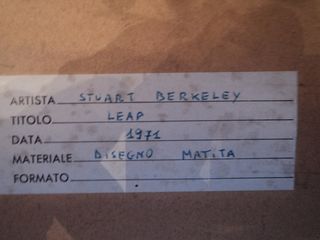 ARTISTA STUART BERKELEY
TITOLO LEAP
DATA 1971
MATERIALE DISEGNO MATITA
FORMATO